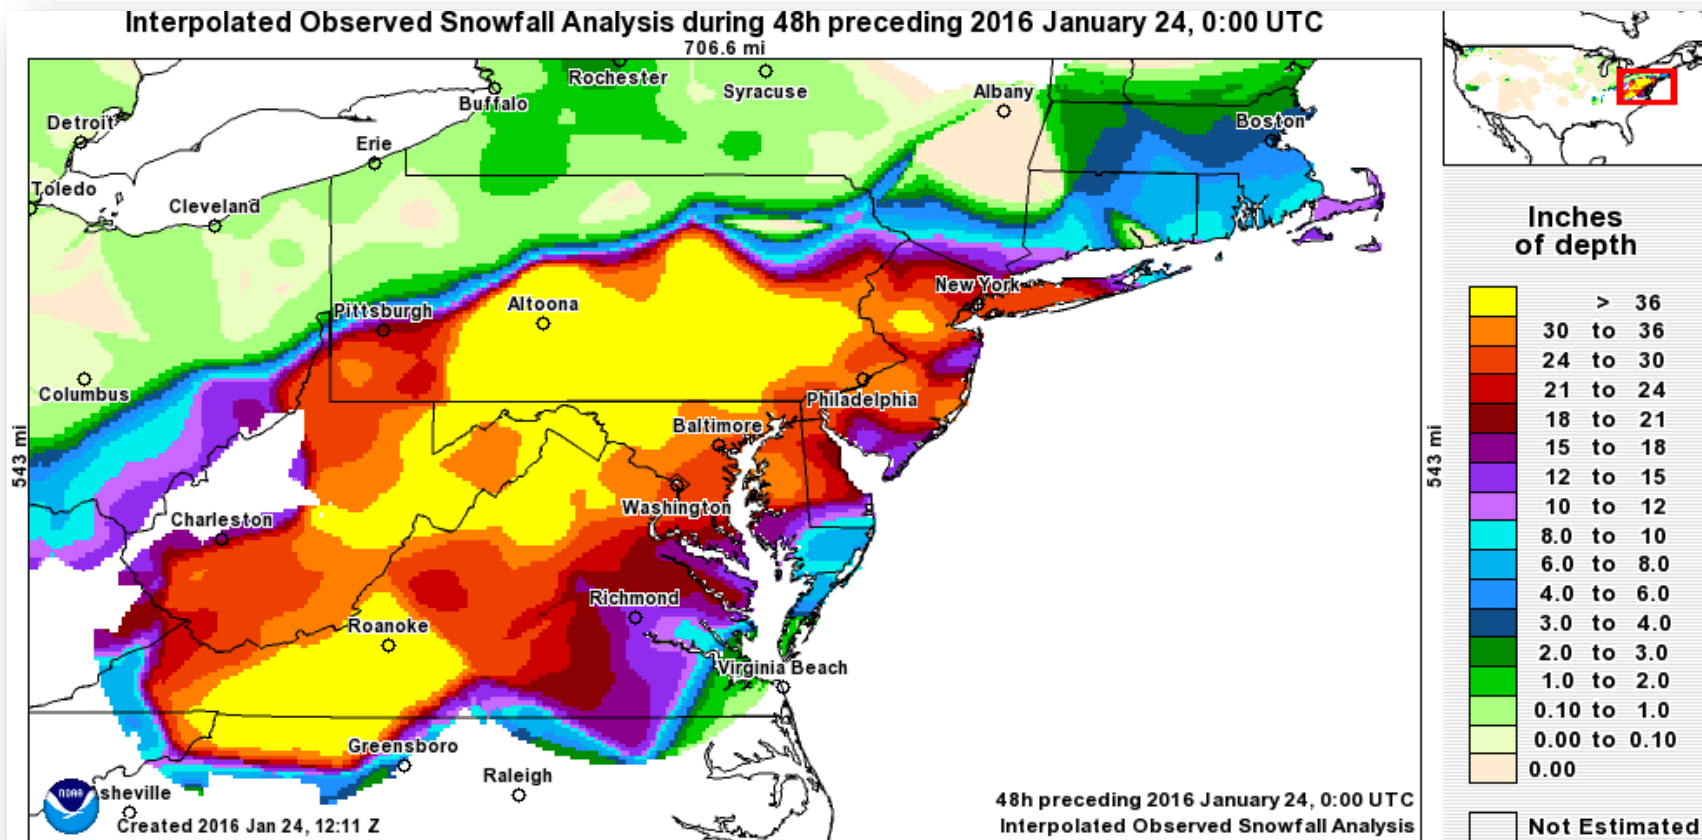 Interpolated Observed Snowfall Analysis during 48h preceding 2016 January 24, 0:00 UTC
706.6 mi
Rochester
Syracuse
Buffalo
Albany
Detroit
Boston
Erie
Toledo
Cleveland
New York
Altoona
Pittsburgh
Columbus
Philadelphia
Baltimore
543 mi
543 mi
Washington
Charleston
Richmond
Roanoke
Virginia Beach
Greensboro
Raleigh
NOAA
Asheville
Created 2016 Jan 24, 12:11 Z
48h preceding 2016 January 24, 0:00 UTC
Interpolated Observed Snowfall Analysis
Inches
of depth
> 36
30 to 36
24 to 30
21 to 24
18 to 21
15 to 18
12 to 15
10 to 12
8.0 to 10
6.0 to 8.0
4.0 to 6.0
3.0 to 4.0
2.0 to 3.0
1.0 to 2.0
0.10 to 1.0
0.00 to 0.10
0.00
Not Estimated